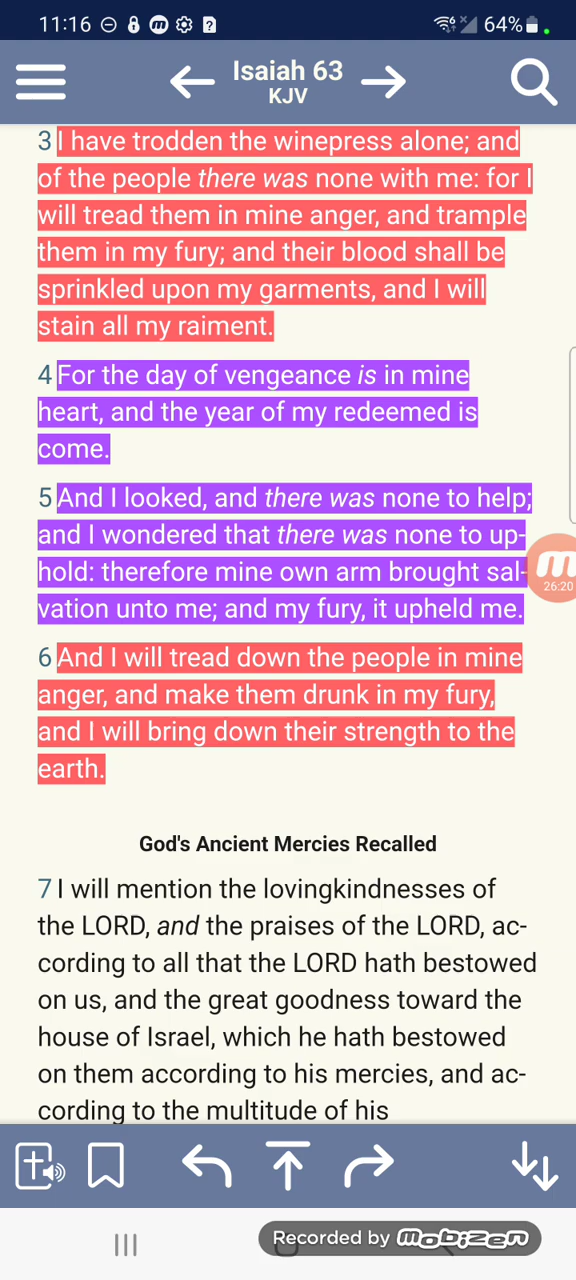 11:16 64%
Isaiah 63
KJV
3 I have trodden the winepress alone; and
of the people there was none with me: for I
will tread them in mine anger, and trample
them in my fury; and their blood shall be
sprinkled upon my garments, and I will
stain all my raiment.
4 For the day of vengeance is in mine
heart, and the year of my redeemed is
come.
5 And I looked, and there was none to help;
and I wondered that there was none to up-
hold: therefore mine own arm brought sal-
vation unto me; and my fury, it upheld me.
26:20
6 And I will tread down the people in mine
anger, and make them drunk in my fury,
and I will bring down their strength to the
earth.
God's Ancient Mercies Recalled
7 I will mention the lovingkindnesses of
the LORD, and the praises of the LORD, ac-
cording to all that the LORD hath bestowed
on us, and the great goodness toward the
house of Israel, which he hath bestowed
on them according to his mercies, and ac-
cording to the multitude of his
Recorded by mobizen